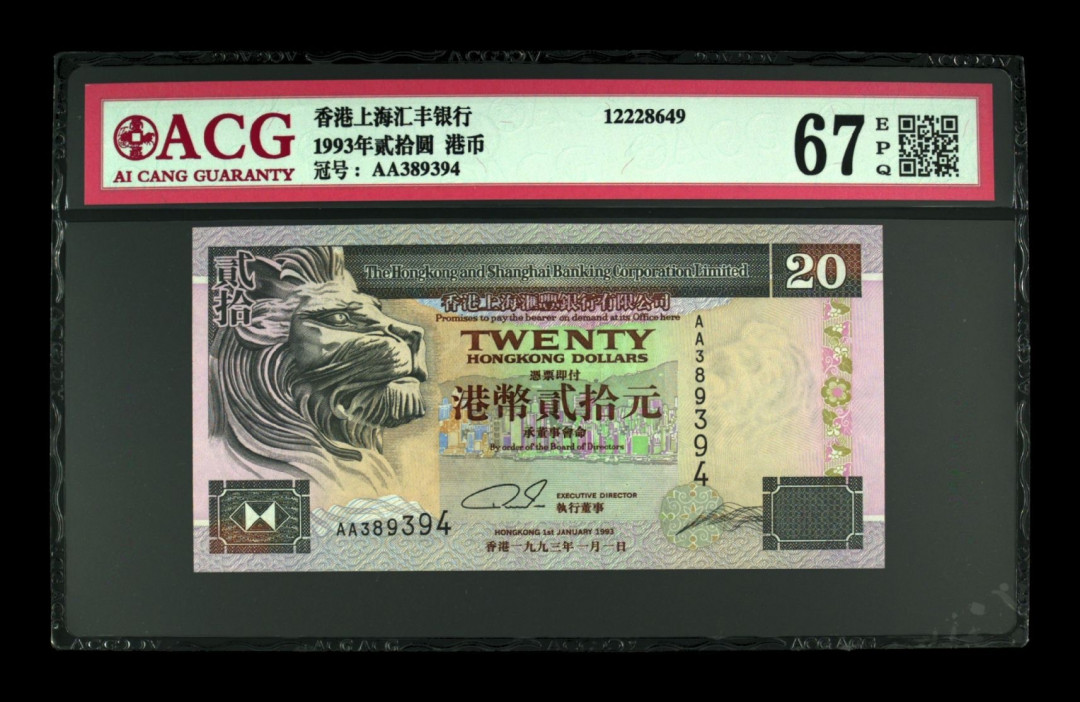 ACG
AI CANG GUARANTY
香港上海汇丰银行
1993年贰拾圆 港币
冠号： AA389394
12228649
67
E
P
Q
贰拾
The Hongkong and Shanghai Banking Corporation Limited
20
香港上海滙豐銀行有限公司
Promises to pay the bearer on demand at its Office here
TWENTY
HONGKONG DOLLARS
憑票即付
港幣貳拾元
承董事會命
By order of the Board of Directors
AA389394
EXECUTIVE DIRECTOR
執行董事
AA389394
HONGKONG 1st JANUARY 1993
香港一九九三年一月一日